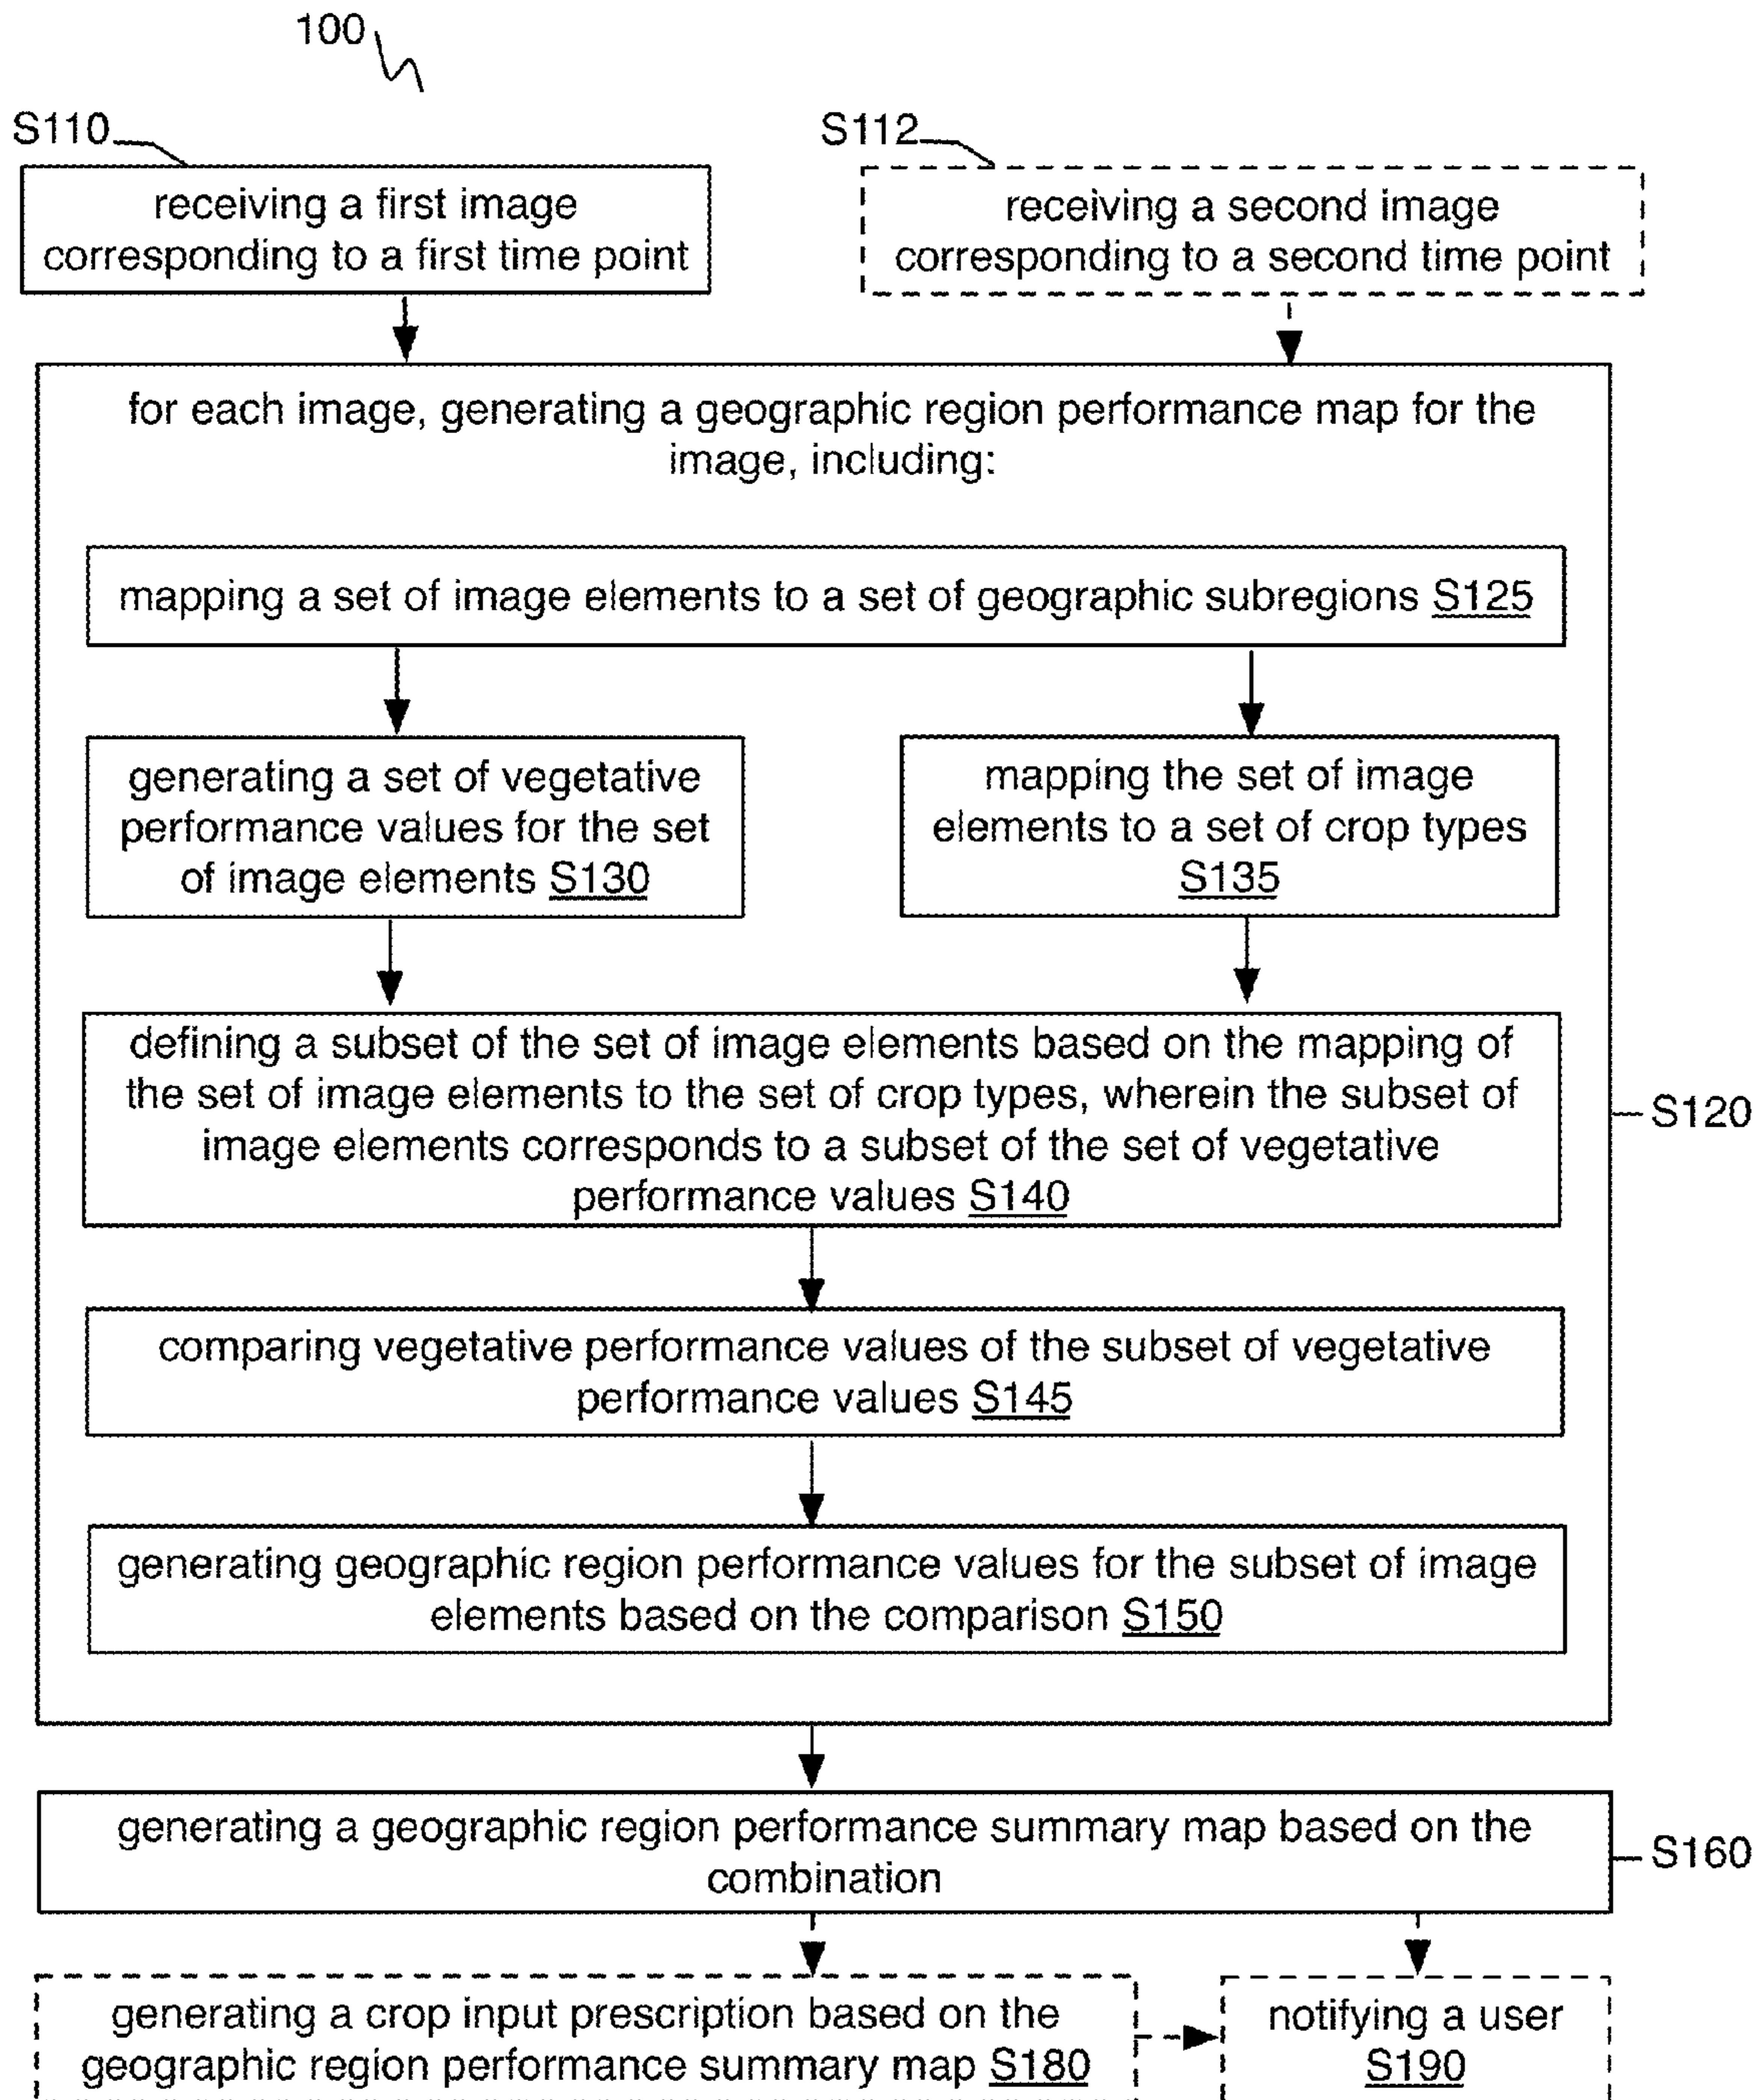 100
S110
S112
receiving a first image
corresponding to a first time point
receiving a second image
corresponding to a second time point
for each image, generating a geographic region performance map for the
image, including:
mapping a set of image elements to a set of geographic subregions S125
generating a set of vegetative
performance values for the set
of image elements S130
mapping the set of image
elements to a set of crop types
S135
defining a subset of the set of image elements based on the mapping of
the set of image elements to the set of crop types, wherein the subset of
image elements corresponds to a subset of the set of vegetative
performance values S140
S120
comparing vegetative performance values of the subset of vegetative
performance values S145
generating geographic region performance values for the subset of image
elements based on the comparison S150
generating a geographic region performance summary map based on the
combination
S160
generating a crop input prescription based on the
geographic region performance summary map S180
notifying a user
S190